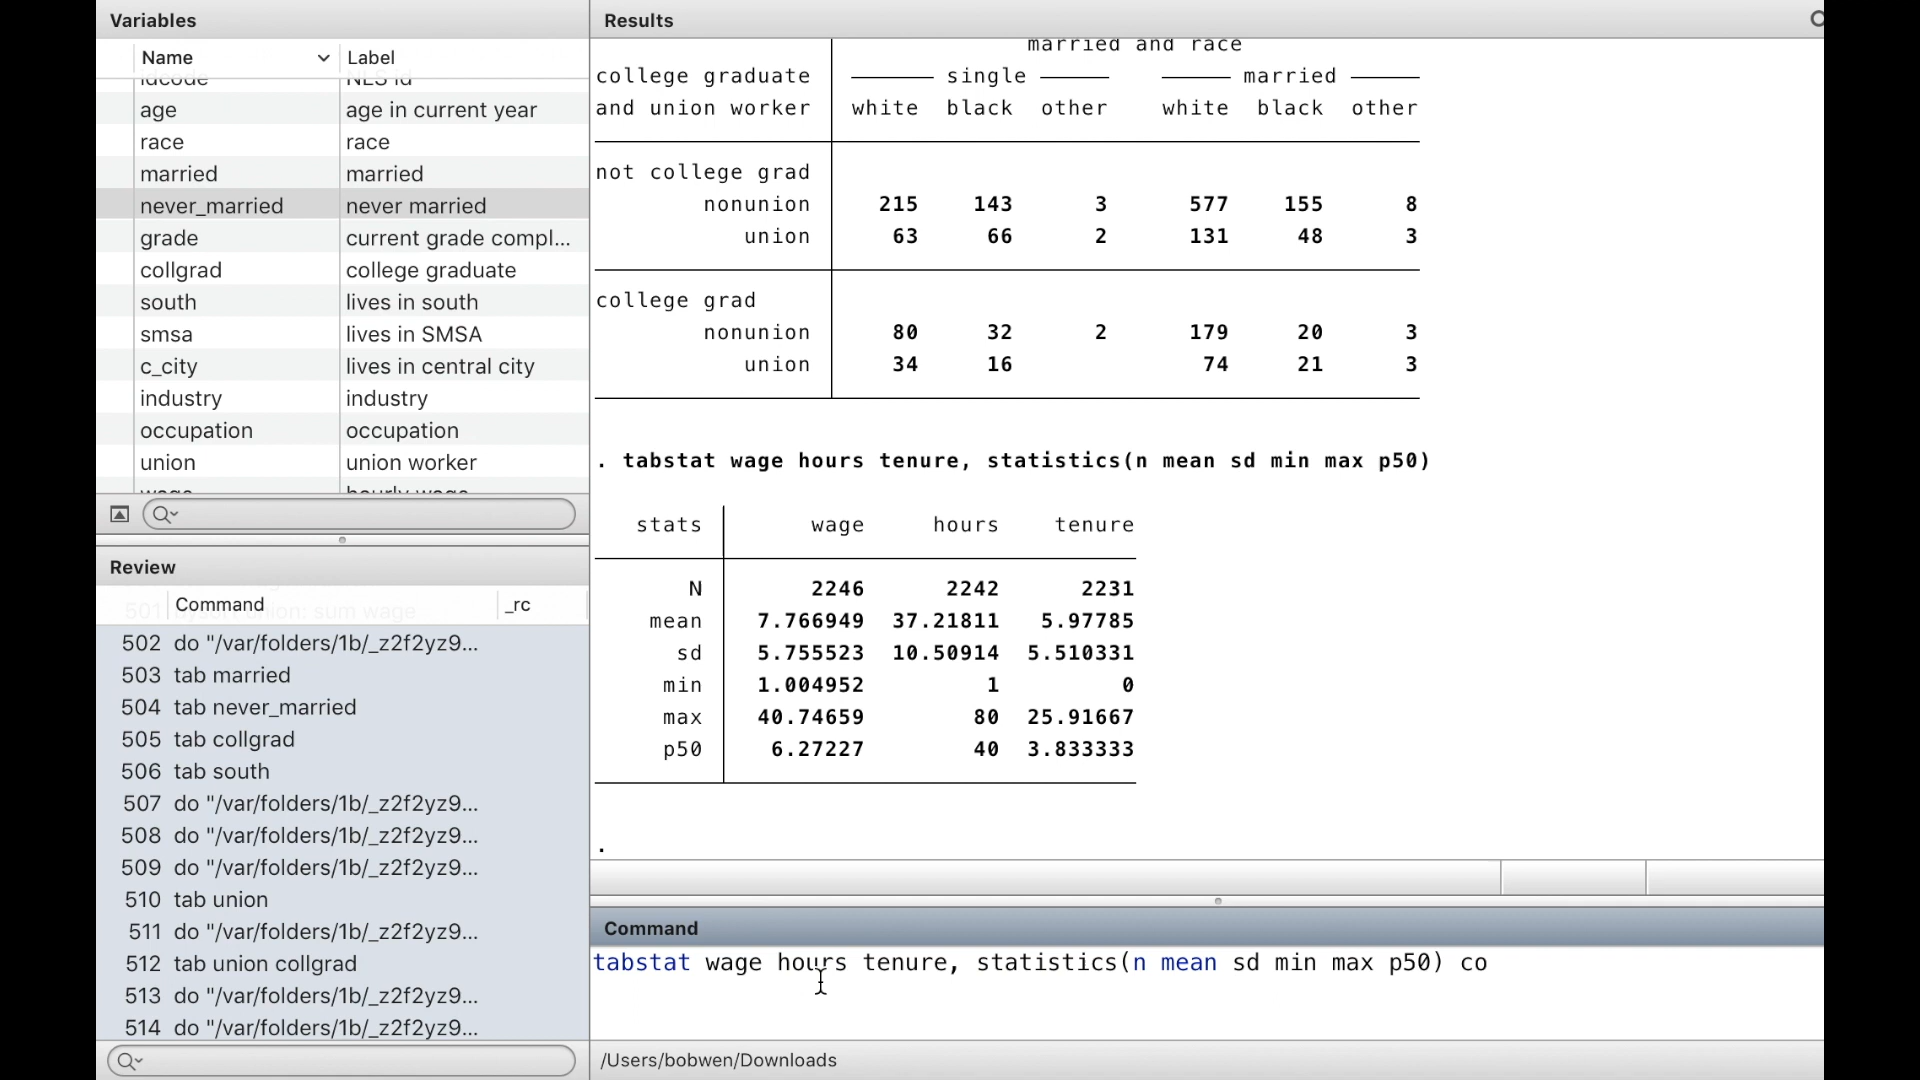 Variables
Name Label
idcode NLS id
age age in current year
race race
married married
never_married never married
grade current grade compl...
collgrad college graduate
south lives in south
smsa lives in SMSA
c_city lives in central city
industry industry
occupation occupation
union union worker
wage hourly wage
Review
Command _rc
501 union: sum wage
502 do "/var/folders/1b/_z2f2yz9...
503 tab married
504 tab never_married
505 tab collgrad
506 tab south
507 do "/var/folders/1b/_z2f2yz9...
508 do "/var/folders/1b/_z2f2yz9...
509 do "/var/folders/1b/_z2f2yz9...
510 tab union
511 do "/var/folders/1b/_z2f2yz9...
512 tab union collgrad
513 do "/var/folders/1b/_z2f2yz9...
514 do "/var/folders/1b/_z2f2yz9...
Results
married and race
college graduate single married
and union worker white black other white black other
not college grad
nonunion 215 143 3 577 155 8
union 63 66 2 131 48 3
college grad
nonunion 80 32 2 179 20 3
union 34 16 74 21 3
. tabstat wage hours tenure, statistics(n mean sd min max p50)
stats wage hours tenure
N 2246 2242 2231
mean 7.766949 37.21811 5.97785
sd 5.755523 10.50914 5.510331
min 1.004952 1 0
max 40.74659 80 25.91667
p50 6.27227 40 3.833333
.
Command
tabstat wage hours tenure, statistics(n mean sd min max p50) co
/Users/bobwen/Downloads